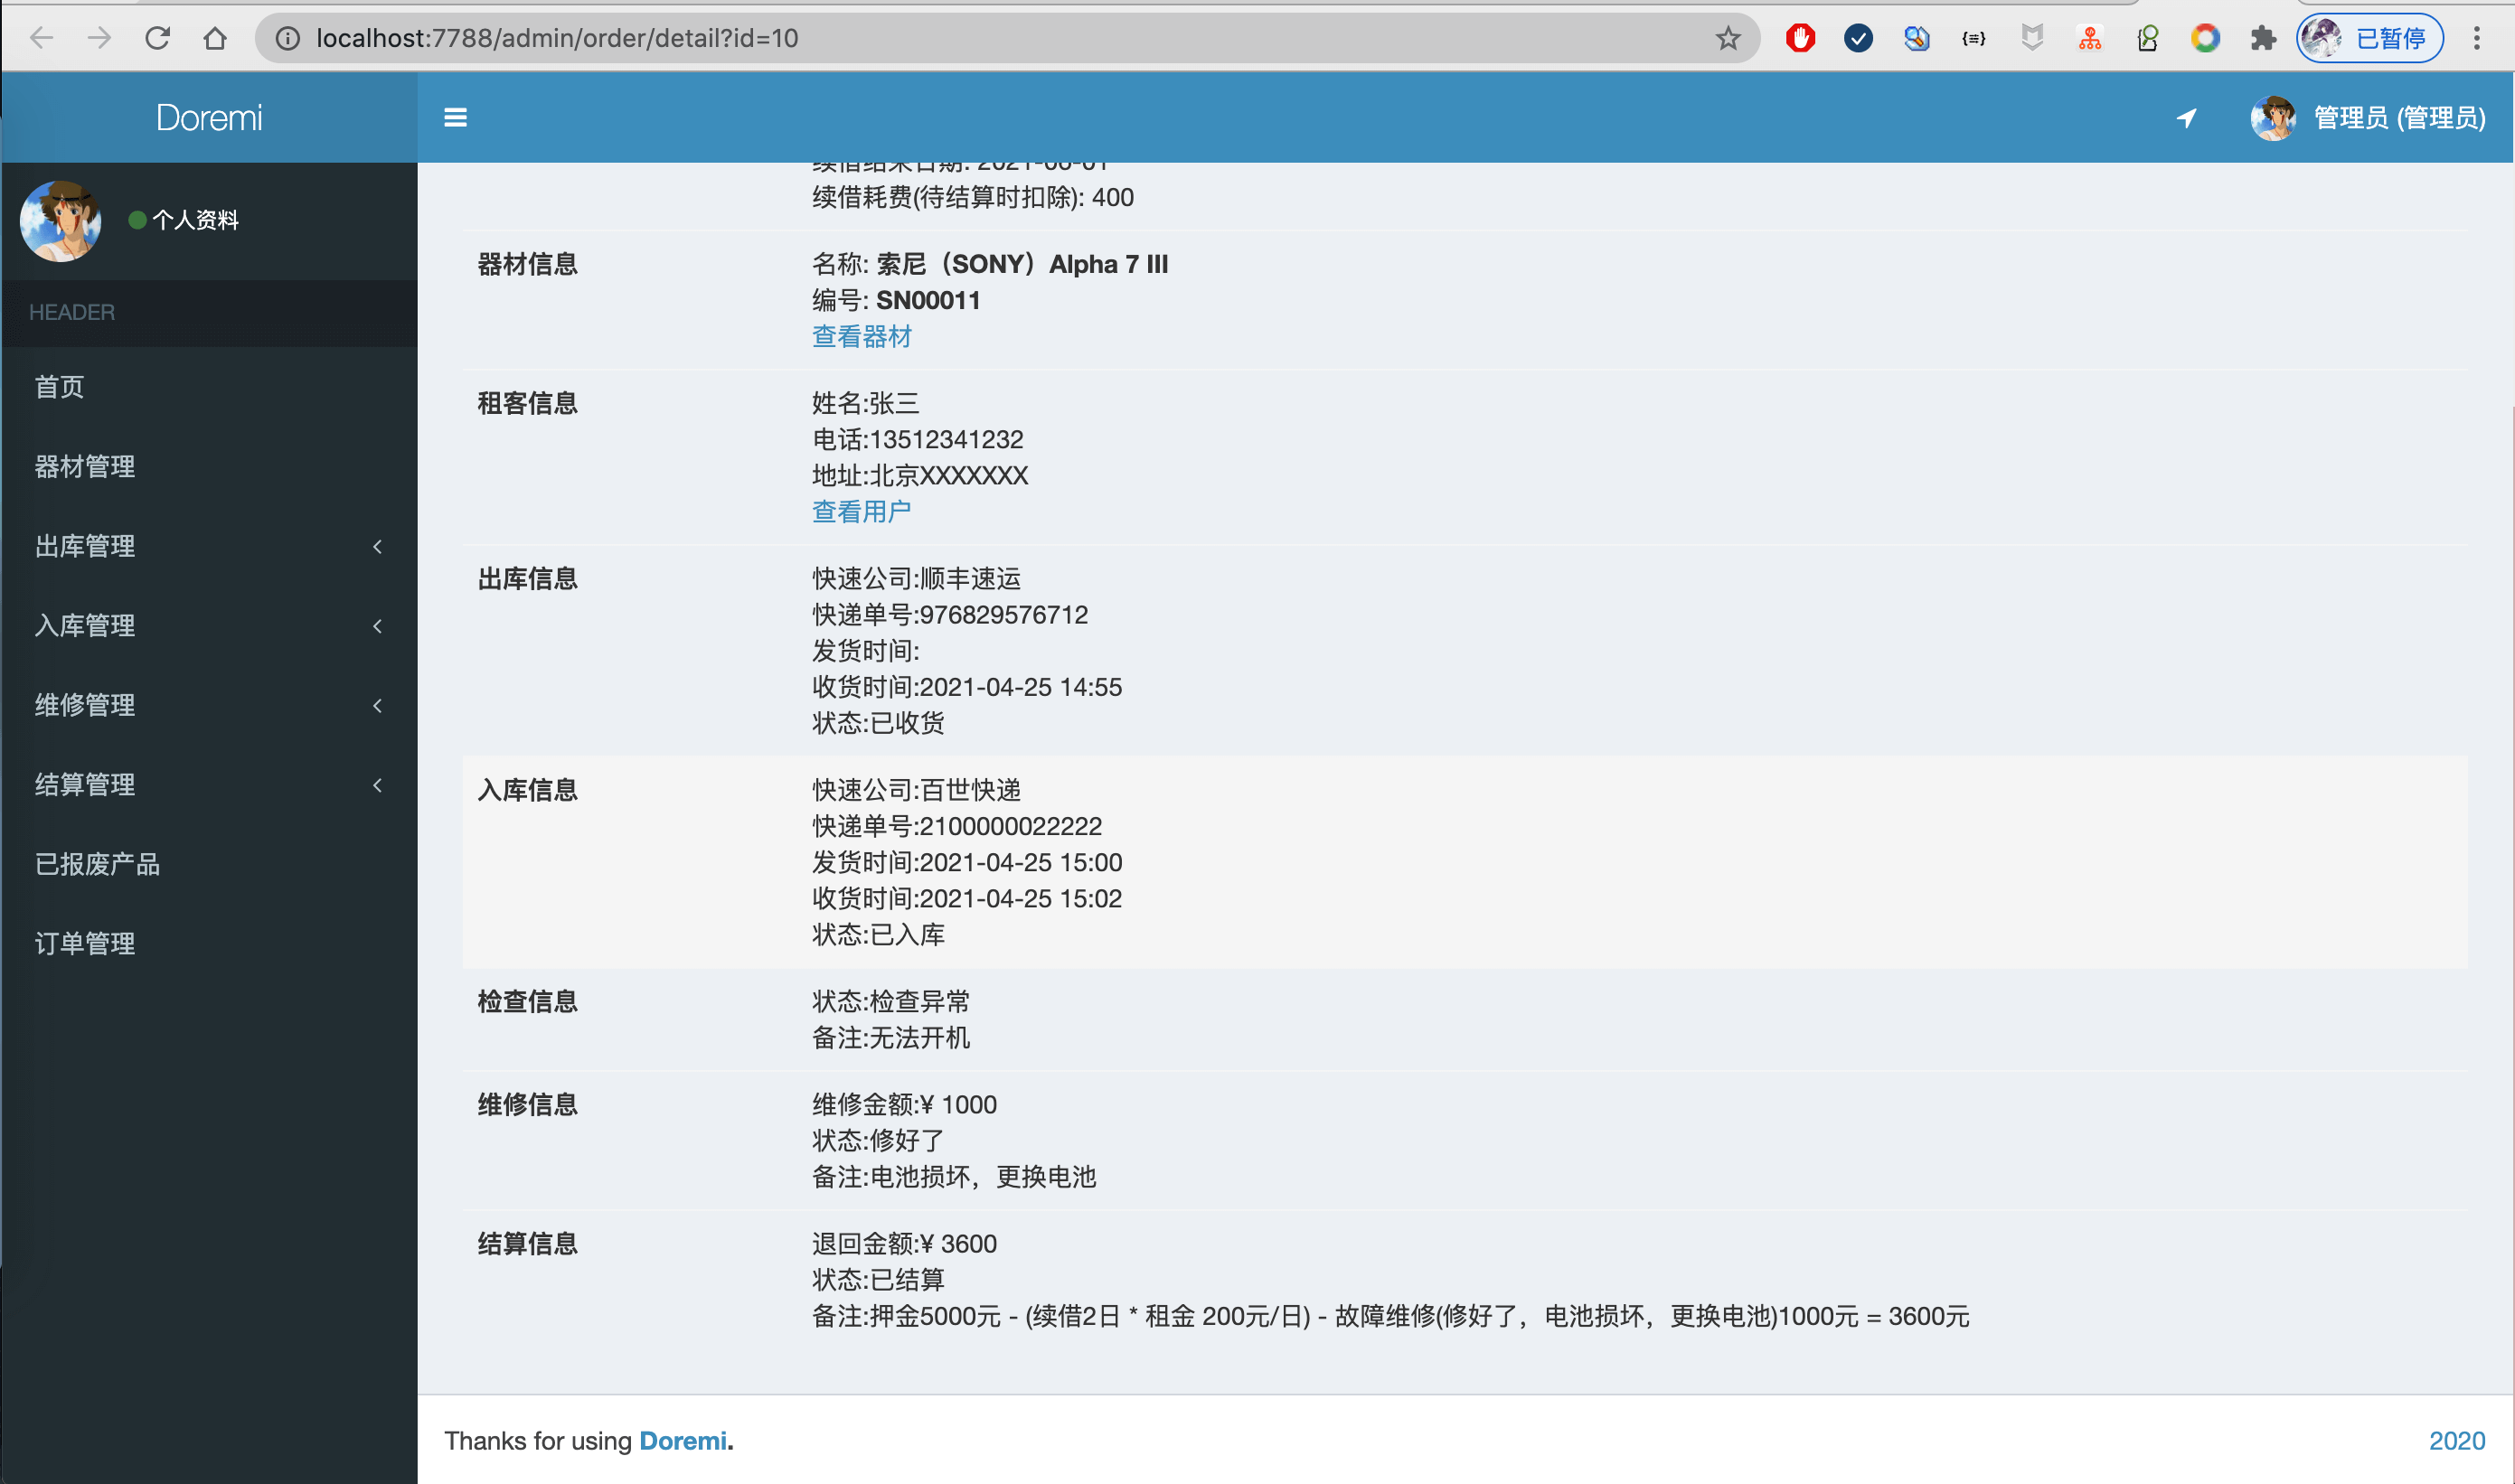 localhost:7788/admin/order/detail?id=10
已暂停
Doremi
管理员 (管理员)
个人资料
HEADER
首页
器材管理
出库管理
入库管理
维修管理
结算管理
已报废产品
订单管理
续借结束日期: 2021-06-01
续借耗费(待结算时扣除): 400
器材信息
名称: 索尼（SONY）Alpha 7 III
编号: SN00011
查看器材
租客信息
姓名:张三
电话:13512341232
地址:北京XXXXXXX
查看用户
出库信息
快速公司:顺丰速运
快递单号:976829576712
发货时间:
收货时间:2021-04-25 14:55
状态:已收货
入库信息
快速公司:百世快递
快递单号:2100000022222
发货时间:2021-04-25 15:00
收货时间:2021-04-25 15:02
状态:已入库
检查信息
状态:检查异常
备注:无法开机
维修信息
维修金额:¥ 1000
状态:修好了
备注:电池损坏，更换电池
结算信息
退回金额:¥ 3600
状态:已结算
备注:押金5000元 - (续借2日 * 租金 200元/日) - 故障维修(修好了，电池损坏，更换电池)1000元 = 3600元
Thanks for using Doremi.
2020